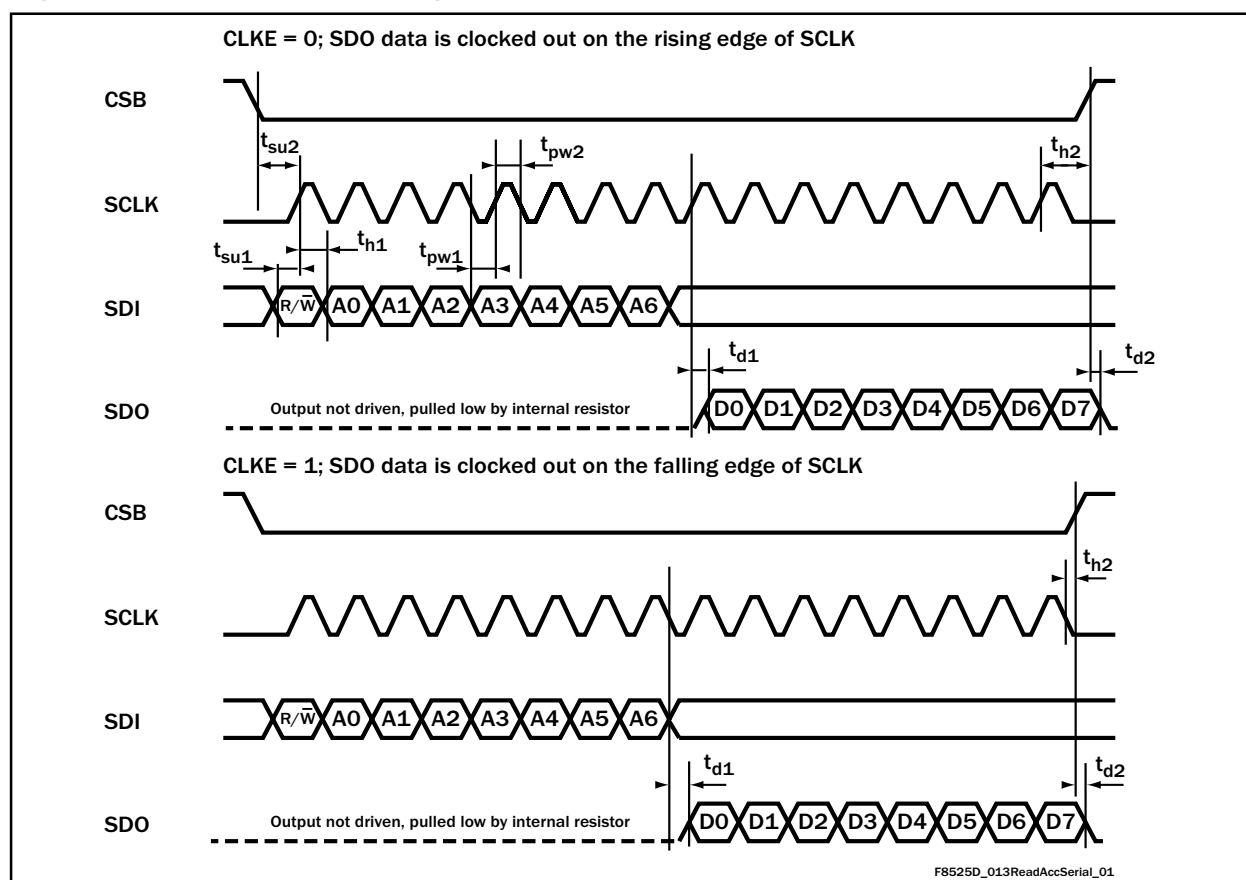 CLKE = 0; SDO data is clocked out on the rising edge of SCLK
CSB
tsu2
tpw2
th2
SCLK
tsu1
th1
tpw1
SDI
R/W̅ A0 A1 A2 A3 A4 A5 A6
td1
td2
SDO
Output not driven, pulled low by internal resistor
D0 D1 D2 D3 D4 D5 D6 D7
CLKE = 1; SDO data is clocked out on the falling edge of SCLK
CSB
th2
SCLK
SDI
R/W̅ A0 A1 A2 A3 A4 A5 A6
td1
td2
SDO
Output not driven, pulled low by internal resistor
D0 D1 D2 D3 D4 D5 D6 D7
F8525D_013ReadAccSerial_01